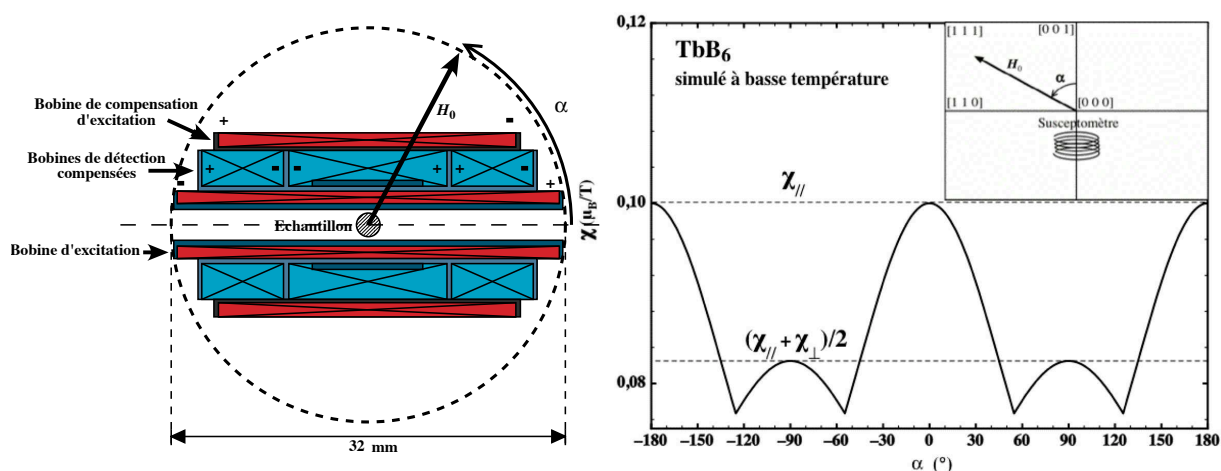 Bobine de compensation
d'excitation
Bobines de détection
compensées
Bobine d'excitation
+
-
+
-
-
+
+
-
-
+
H₀
α
Echantillon
32 mm
0,12
0,10
0,08
χ (μB/T)
TbB₆
simulé à basse température
[1 1 1]
[0 0 1]
H₀
α
[1 1 0]
[0 0 0]
Susceptomètre
χ//
(χ// + χ⊥)/2
−180 −150 −120 −90 −60 −30 0 30 60 90 120 150 180
α (°)